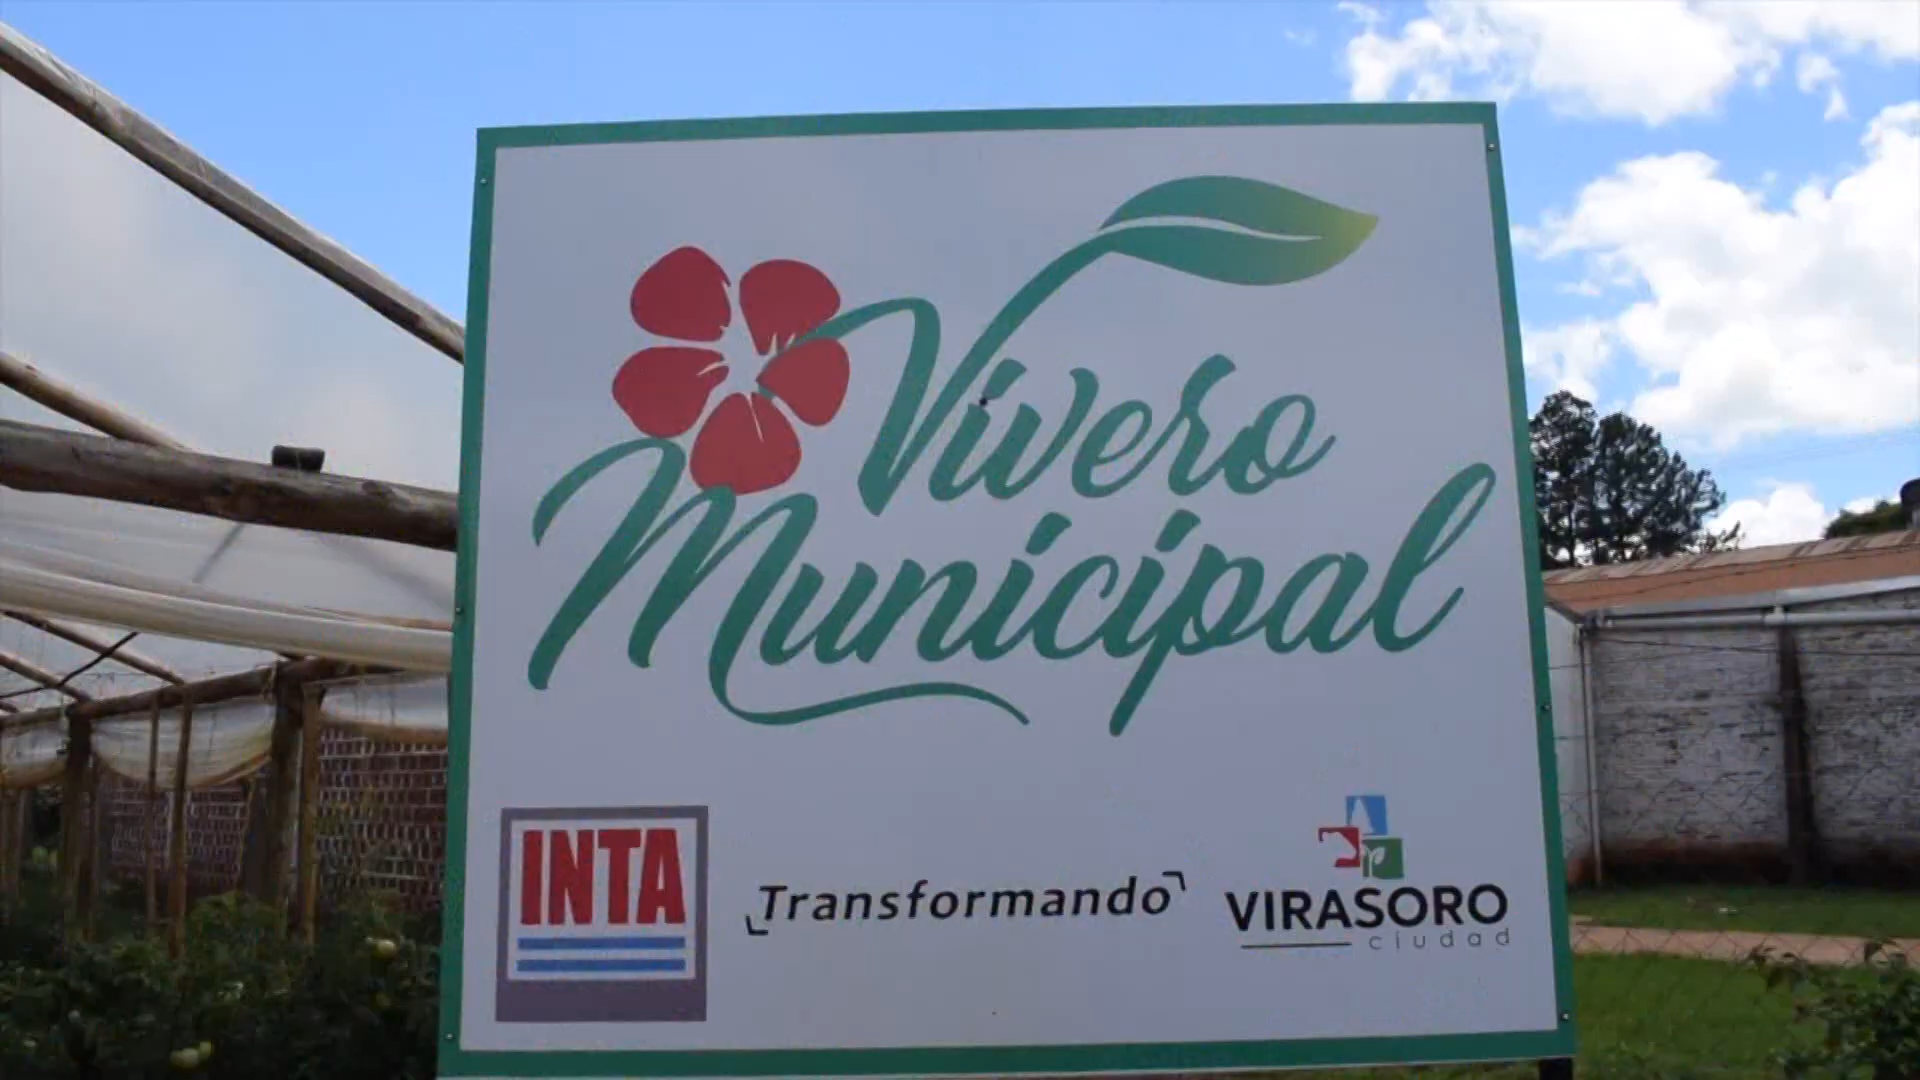 Vivero
Municipal
INTA
Transformando
VIRASORO
ciudad